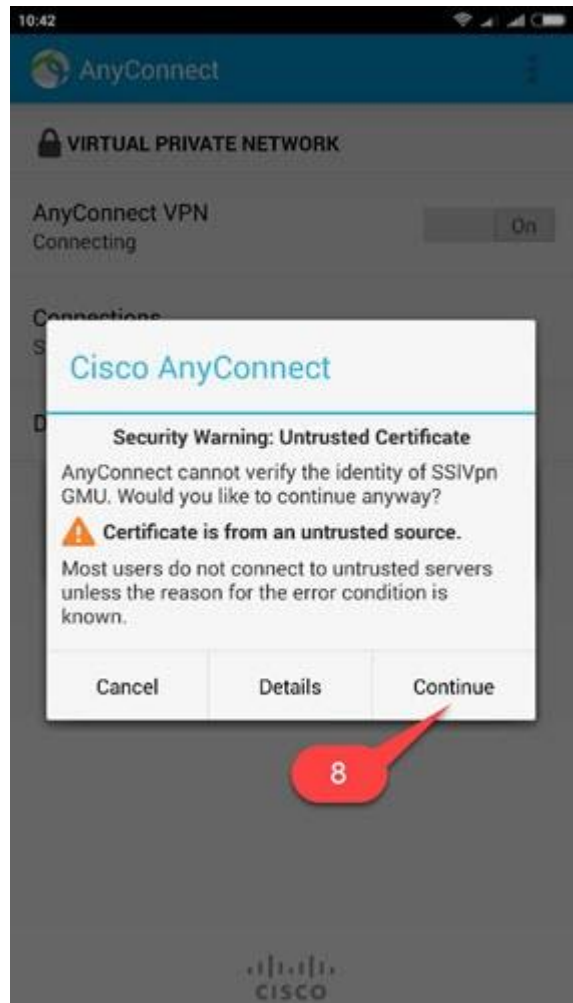 10:42
AnyConnect
VIRTUAL PRIVATE NETWORK
AnyConnect VPN
On
Connecting
Connections
S
Cisco AnyConnect
D
Security Warning: Untrusted Certificate
AnyConnect cannot verify the identity of SSlVpn
GMU. Would you like to continue anyway?
Certificate is from an untrusted source.
Most users do not connect to untrusted servers
unless the reason for the error condition is
known.
Cancel Details Continue
8
CISCO